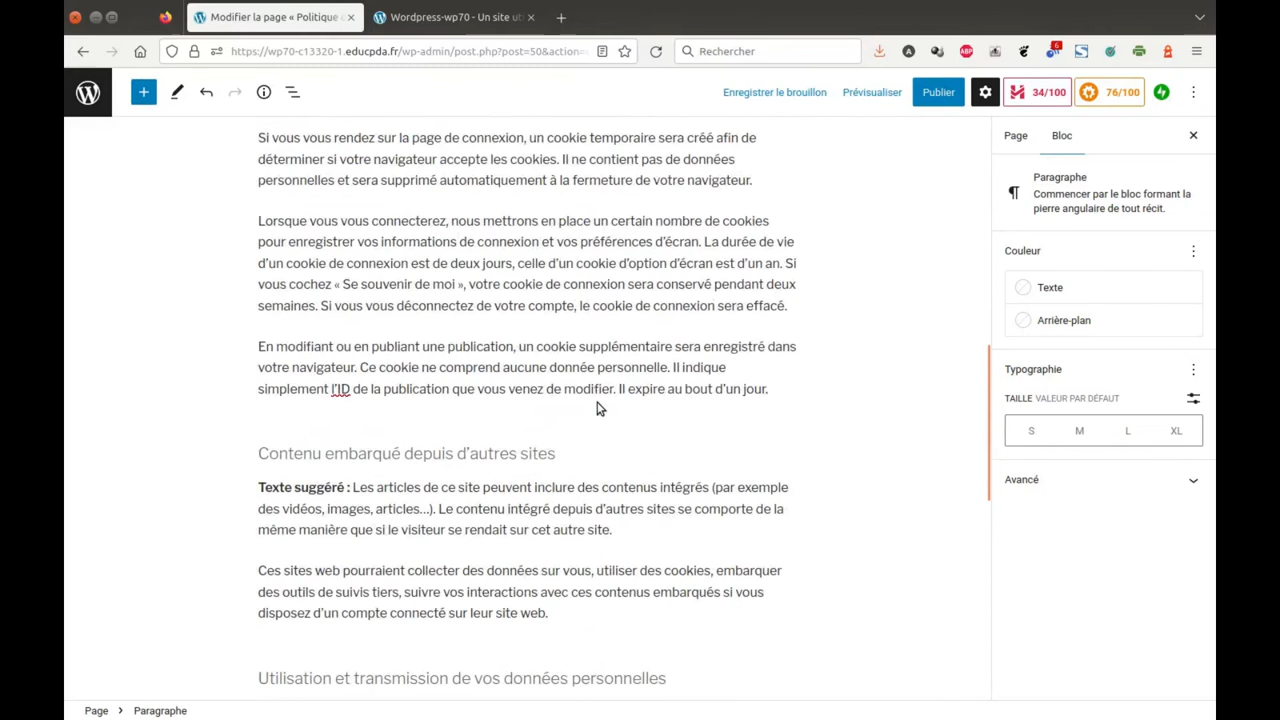 Modifier la page « Politique
Wordpress-wp70 - Un site
https://wp70-c13320-1.educpda.fr/wp-admin/post.php?post=50&action=
Rechercher
6
Enregistrer le brouillon
Prévisualiser
Publier
34/100
76/100
Si vous vous rendez sur la page de connexion, un cookie temporaire sera créé afin de
déterminer si votre navigateur accepte les cookies. Il ne contient pas de données
personnelles et sera supprimé automatiquement à la fermeture de votre navigateur.
Lorsque vous vous connecterez, nous mettrons en place un certain nombre de cookies
pour enregistrer vos informations de connexion et vos préférences d’écran. La durée de vie
d’un cookie de connexion est de deux jours, celle d’un cookie d’option d’écran est d’un an. Si
vous cochez « Se souvenir de moi », votre cookie de connexion sera conservé pendant deux
semaines. Si vous vous déconnectez de votre compte, le cookie de connexion sera effacé.
En modifiant ou en publiant une publication, un cookie supplémentaire sera enregistré dans
votre navigateur. Ce cookie ne comprend aucune donnée personnelle. Il indique
simplement l’ID de la publication que vous venez de modifier. Il expire au bout d’un jour.
Contenu embarqué depuis d’autres sites
Texte suggéré : Les articles de ce site peuvent inclure des contenus intégrés (par exemple
des vidéos, images, articles…). Le contenu intégré depuis d’autres sites se comporte de la
même manière que si le visiteur se rendait sur cet autre site.
Ces sites web pourraient collecter des données sur vous, utiliser des cookies, embarquer
des outils de suivis tiers, suivre vos interactions avec ces contenus embarqués si vous
disposez d’un compte connecté sur leur site web.
Utilisation et transmission de vos données personnelles
Page
Bloc
Paragraphe
Commencer par le bloc formant la
pierre angulaire de tout récit.
Couleur
Texte
Arrière-plan
Typographie
TAILLE VALEUR PAR DÉFAUT
S M L XL
Avancé
Page
Paragraphe